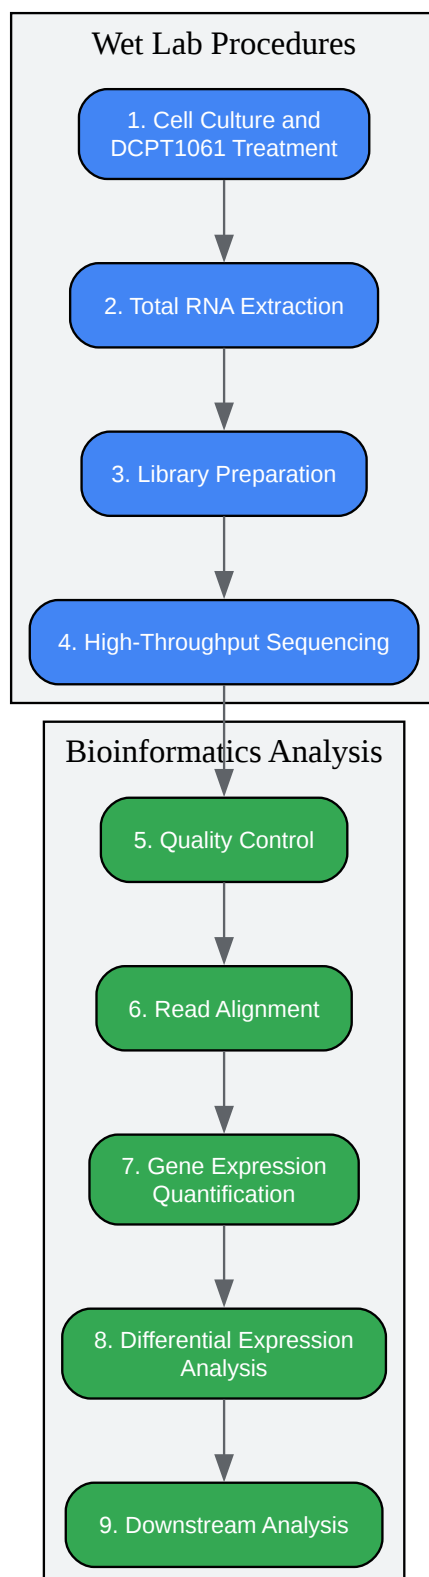 Wet Lab Procedures
1. Cell Culture and
DCPT1061 Treatment
2. Total RNA Extraction
3. Library Preparation
4. High-Throughput Sequencing
Bioinformatics Analysis
5. Quality Control
6. Read Alignment
7. Gene Expression
Quantification
8. Differential Expression
Analysis
9. Downstream Analysis